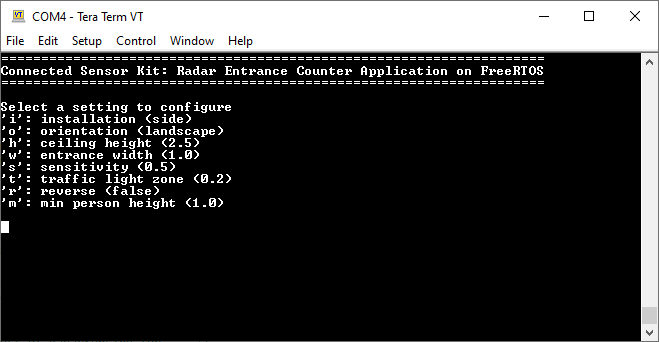 COM4 - Tera Term VT
File Edit Setup Control Window Help
====================================================================
Connected Sensor Kit: Radar Entrance Counter Application on FreeRTOS
====================================================================
Select a setting to configure
'i': installation (side)
'o': orientation (landscape)
'h': ceiling height (2.5)
'w': entrance width (1.0)
's': sensitivity (0.5)
't': traffic light zone (0.2)
'r': reverse (false)
'm': min person height (1.0)